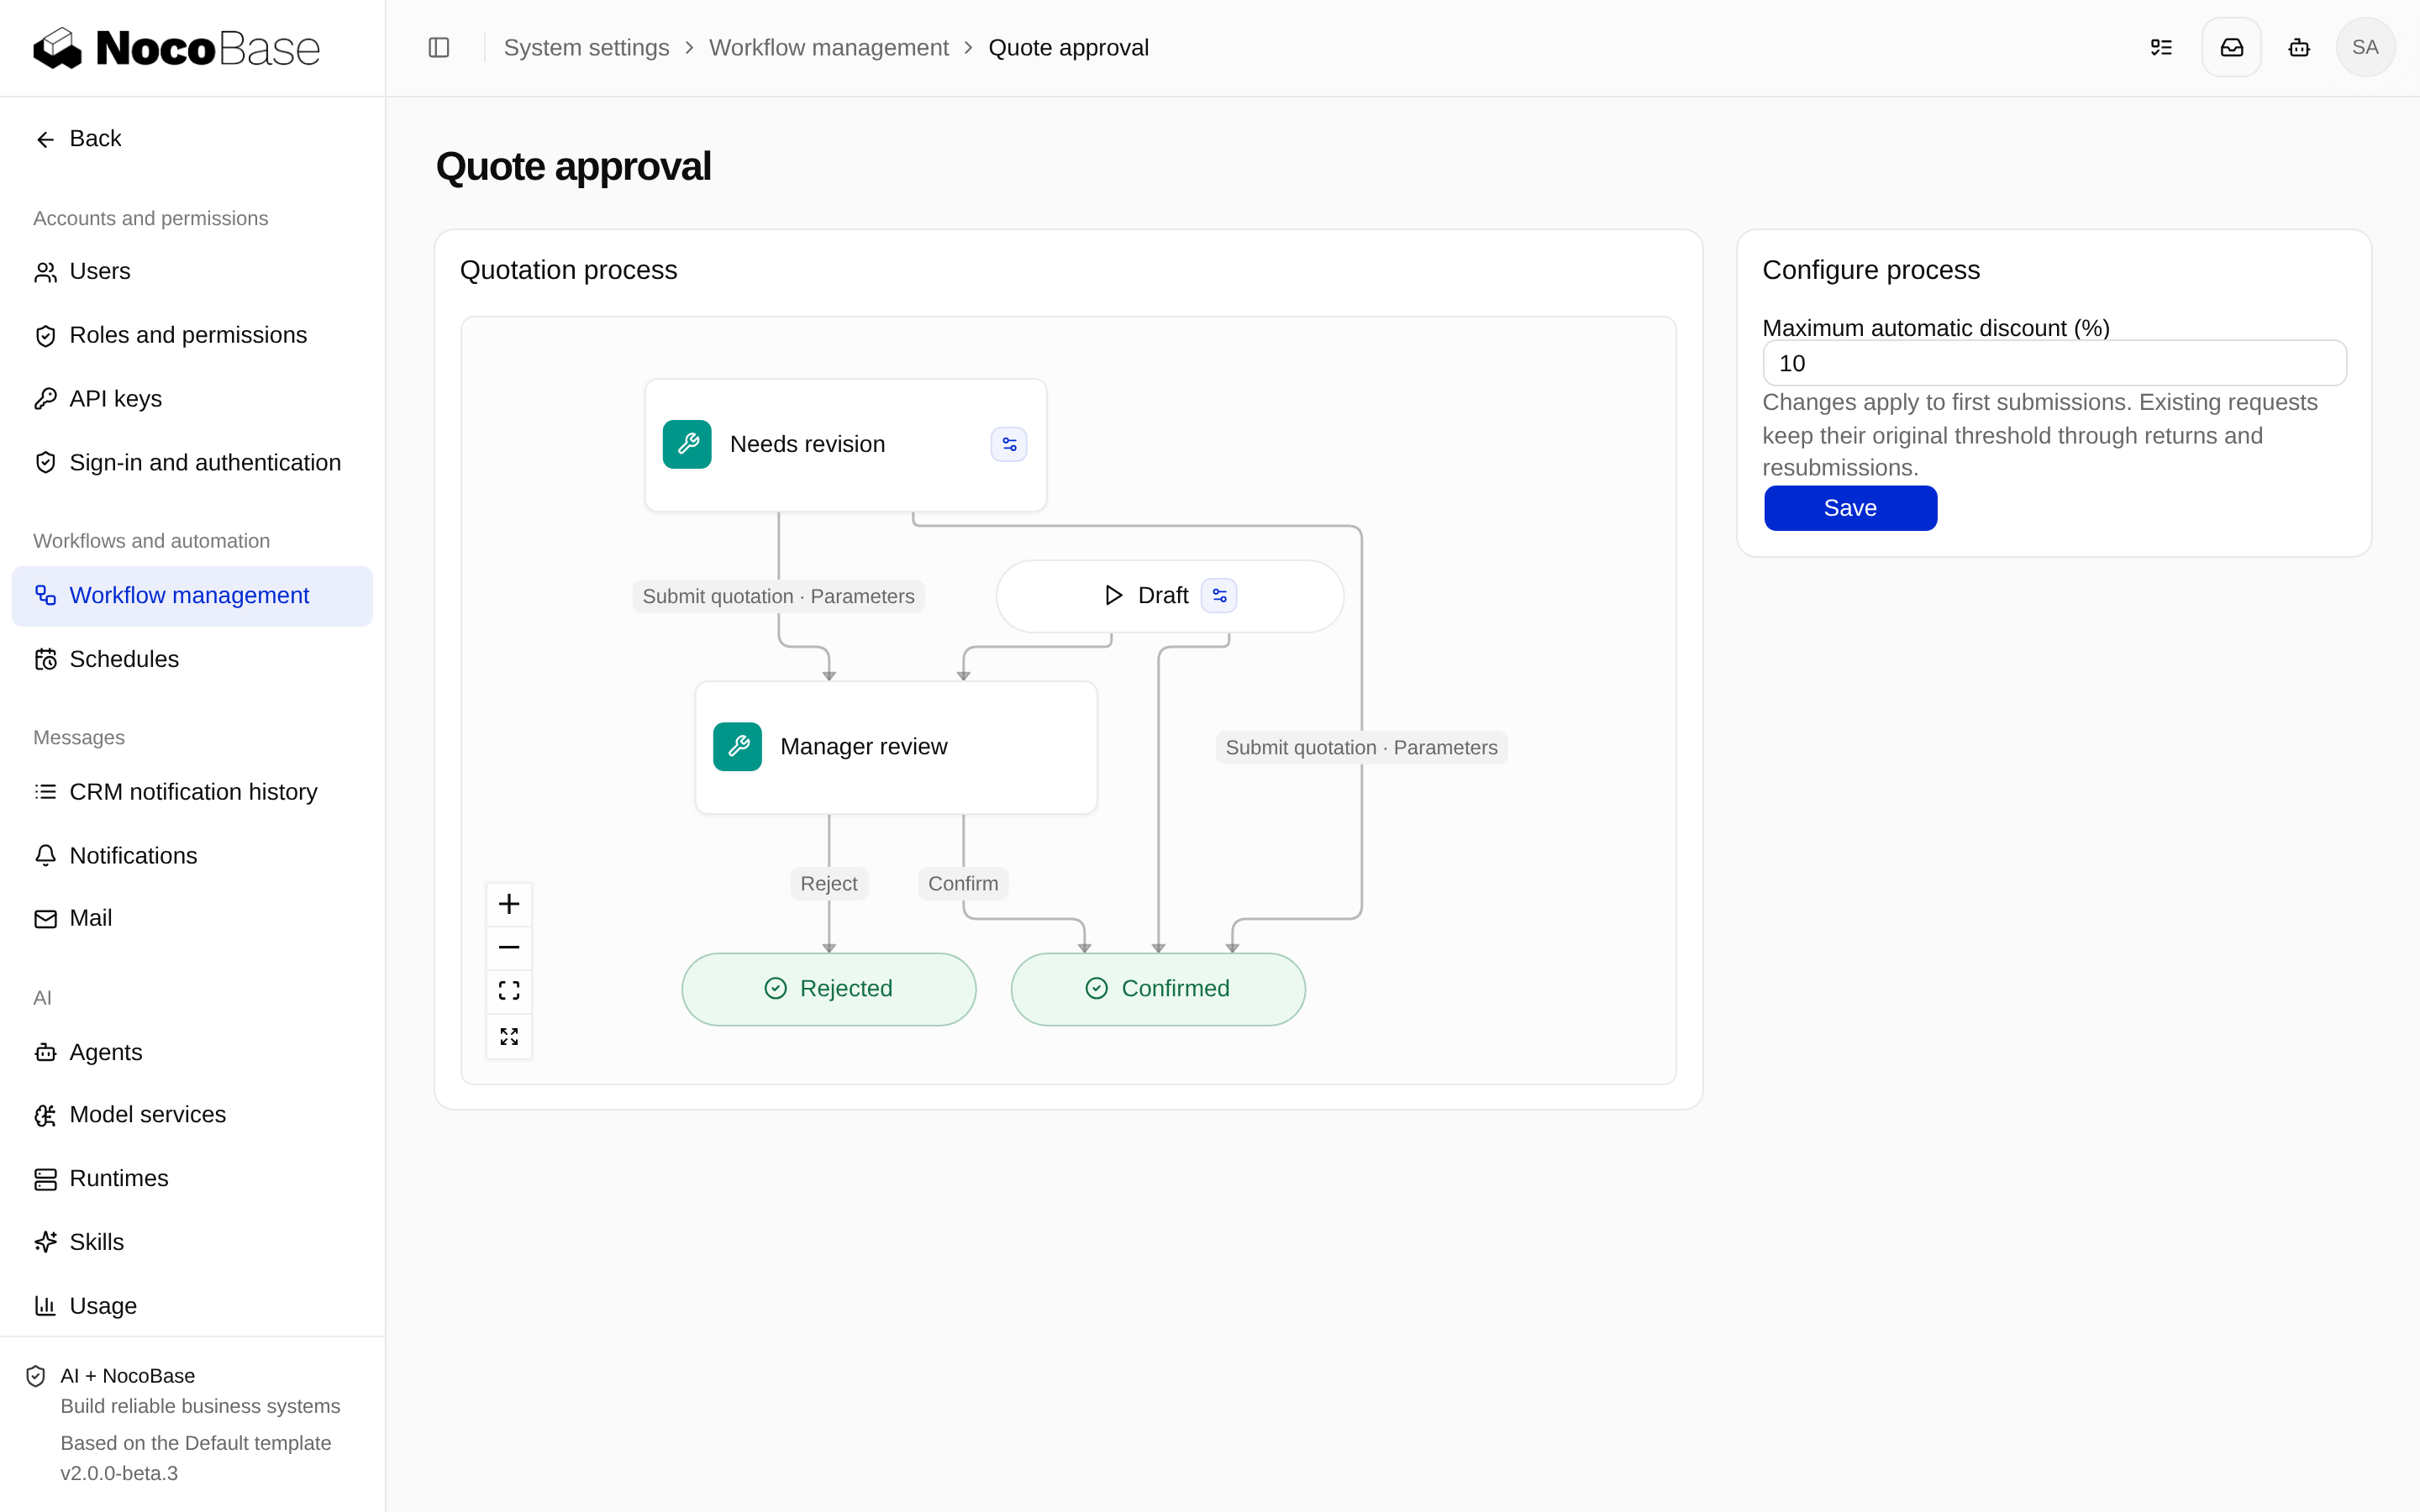 NocoBase
System settings
Workflow management
Quote approval
SA
Back
Accounts and permissions
Users
Roles and permissions
API keys
Sign-in and authentication
Workflows and automation
Workflow management
Schedules
Messages
CRM notification history
Notifications
Mail
AI
Agents
Model services
Runtimes
Skills
Usage
AI + NocoBase
Build reliable business systems
Based on the Default template
v2.0.0-beta.3
Quote approval
Quotation process
Needs revision
Submit quotation · Parameters
Draft
Manager review
Submit quotation · Parameters
Reject
Confirm
Rejected
Confirmed
Configure process
Maximum automatic discount (%)
10
Changes apply to first submissions. Existing requests
keep their original threshold through returns and
resubmissions.
Save